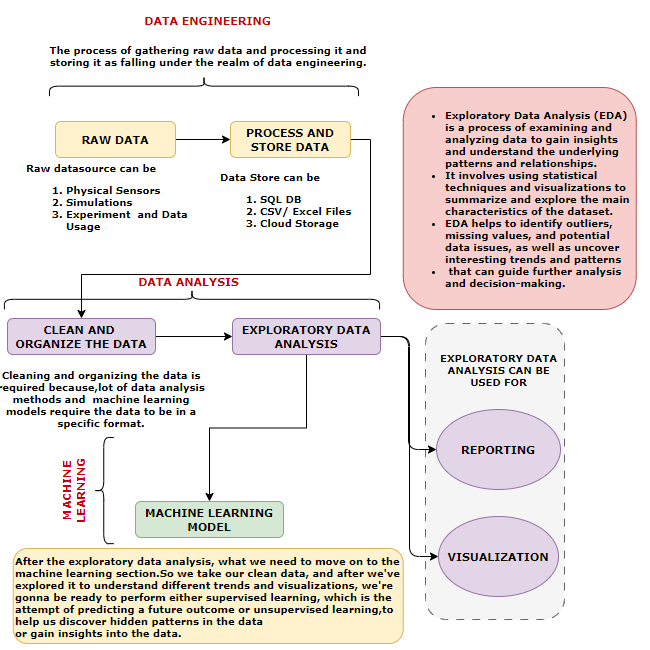 DATA ENGINEERING
The process of gathering raw data and processing it and
storing it as falling under the realm of data engineering.
RAW DATA
PROCESS AND
STORE DATA
Raw datasource can be
1. Physical Sensors
2. Simulations
3. Experiment and Data
Usage
Data Store can be
1. SQL DB
2. CSV/ Excel Files
3. Cloud Storage
• Exploratory Data Analysis (EDA)
is a process of examining and
analyzing data to gain insights
and understand the underlying
patterns and relationships.
• It involves using statistical
techniques and visualizations to
summarize and explore the main
characteristics of the dataset.
• EDA helps to identify outliers,
missing values, and potential
data issues, as well as uncover
interesting trends and patterns
• that can guide further analysis
and decision-making.
DATA ANALYSIS
CLEAN AND
ORGANIZE THE DATA
EXPLORATORY DATA
ANALYSIS
Cleaning and organizing the data is
required because,lot of data analysis
methods and machine learning
models require the data to be in a
specific format.
EXPLORATORY DATA
ANALYSIS CAN BE
USED FOR
REPORTING
VISUALIZATION
MACHINE
LEARNING
MACHINE LEARNING
MODEL
After the exploratory data analysis, what we need to move on to the
machine learning section.So we take our clean data, and after we've
explored it to understand different trends and visualizations, we're
gonna be ready to perform either supervised learning, which is the
attempt of predicting a future outcome or unsupervised learning,to
help us discover hidden patterns in the data
or gain insights into the data.